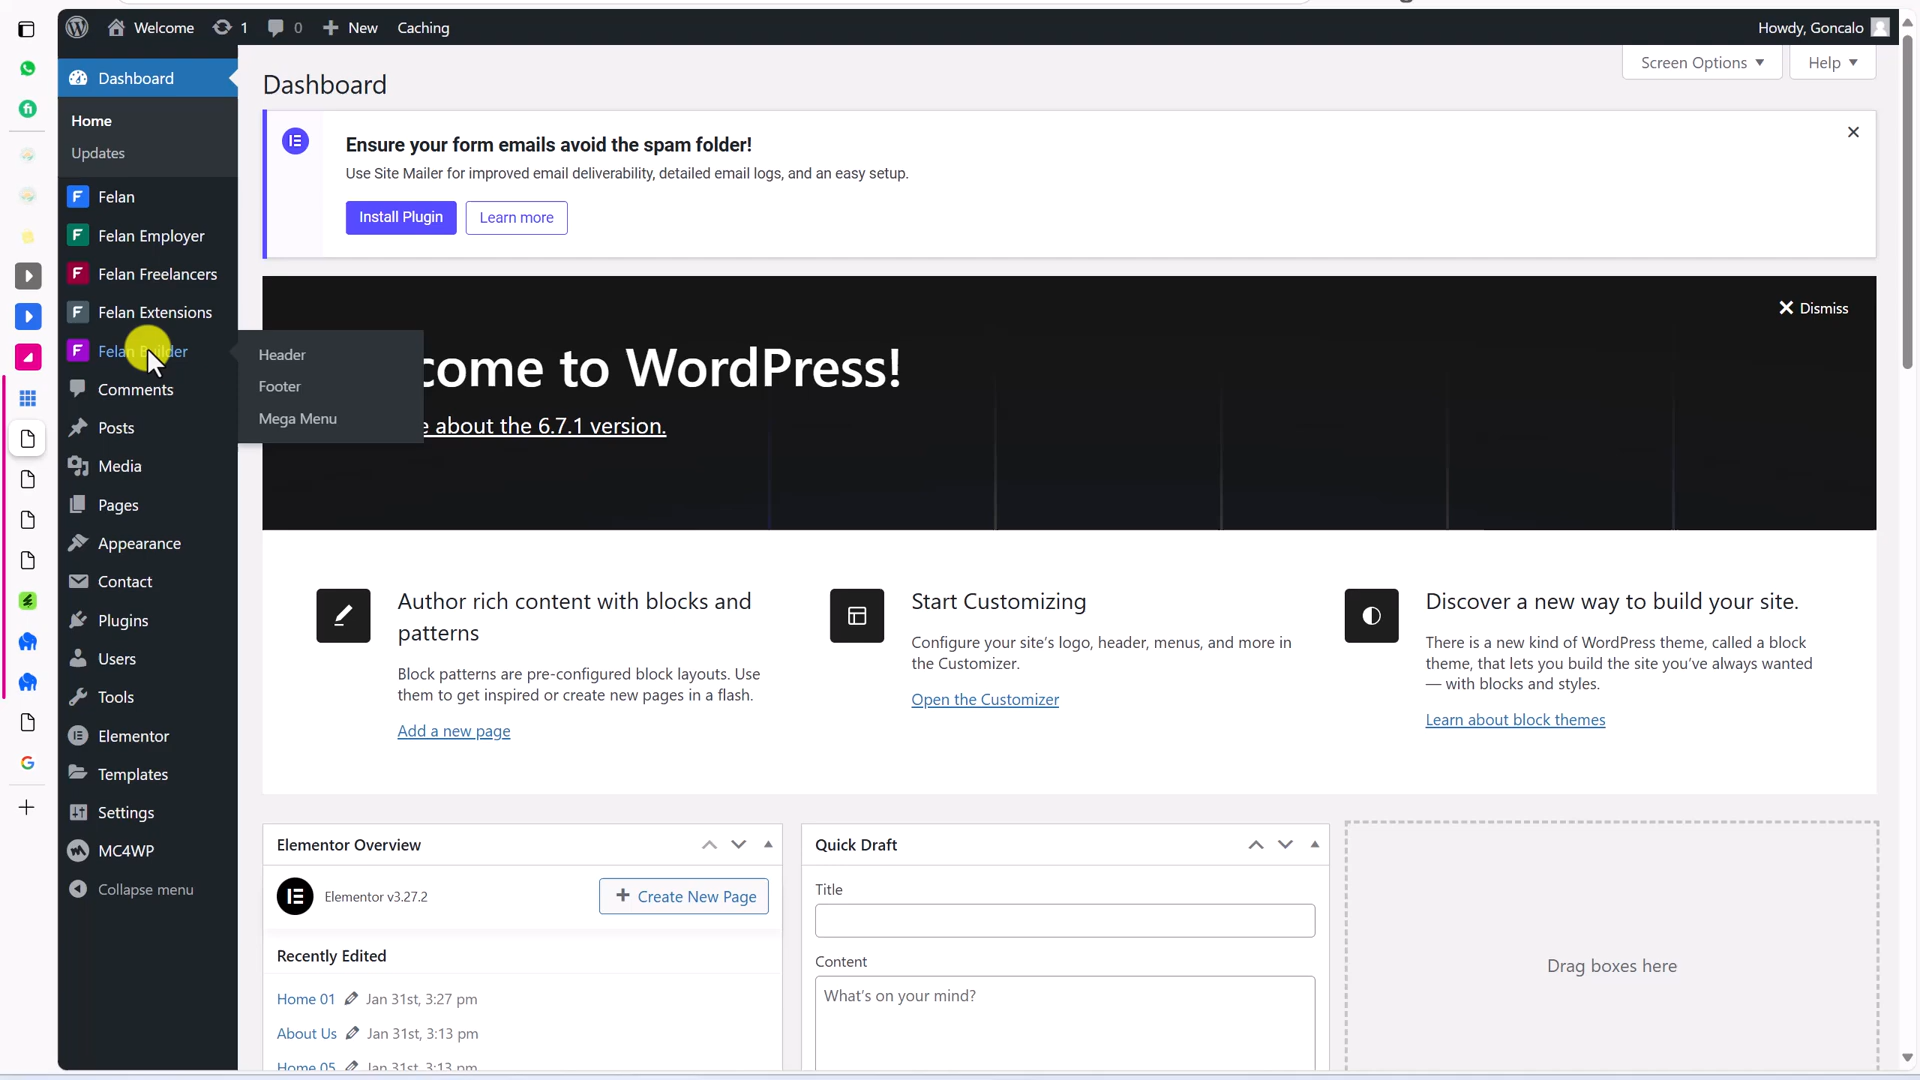 Welcome
1
0
New
Caching
Howdy, Goncalo
Dashboard
Home
Updates
Felan
Felan Employer
Felan Freelancers
Felan Extensions
Felan Builder
Comments
Posts
Media
Pages
Appearance
Contact
Plugins
Users
Tools
Elementor
Templates
Settings
MC4WP
Collapse menu
Header
Footer
Mega Menu
Dashboard
Screen Options
Help
Ensure your form emails avoid the spam folder!
Use Site Mailer for improved email deliverability, detailed email logs, and an easy setup.
Install Plugin
Learn more
Dismiss
come to WordPress!
e about the 6.7.1 version.
Author rich content with blocks and
patterns
Block patterns are pre-configured block layouts. Use
them to get inspired or create new pages in a flash.
Add a new page
Start Customizing
Configure your site's logo, header, menus, and more in
the Customizer.
Open the Customizer
Discover a new way to build your site.
There is a new kind of WordPress theme, called a block
theme, that lets you build the site you've always wanted
— with blocks and styles.
Learn about block themes
Elementor Overview
Elementor v3.27.2
Create New Page
Recently Edited
Home 01 Jan 31st, 3:27 pm
About Us Jan 31st, 3:13 pm
Home 05 Jan 31st, 3:13 pm
Quick Draft
Title
Content
What's on your mind?
Drag boxes here